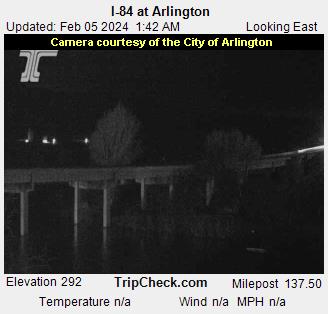 I-84 at Arlington
Updated: Feb 05 2024 1:42 AM Looking East
Camera courtesy of the City of Arlington
Elevation 292 TripCheck.com Milepost 137.50
Temperature n/a Wind n/a MPH n/a